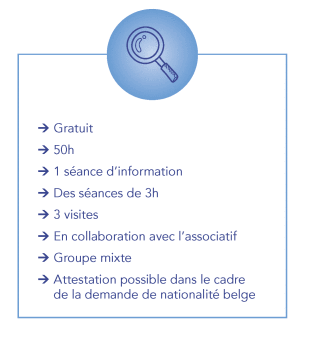 → Gratuit
→ 50h
→ 1 séance d'information
→ Des séances de 3h
→ 3 visites
→ En collaboration avec l'associatif
→ Groupe mixte
→ Attestation possible dans le cadre
de la demande de nationalité belge